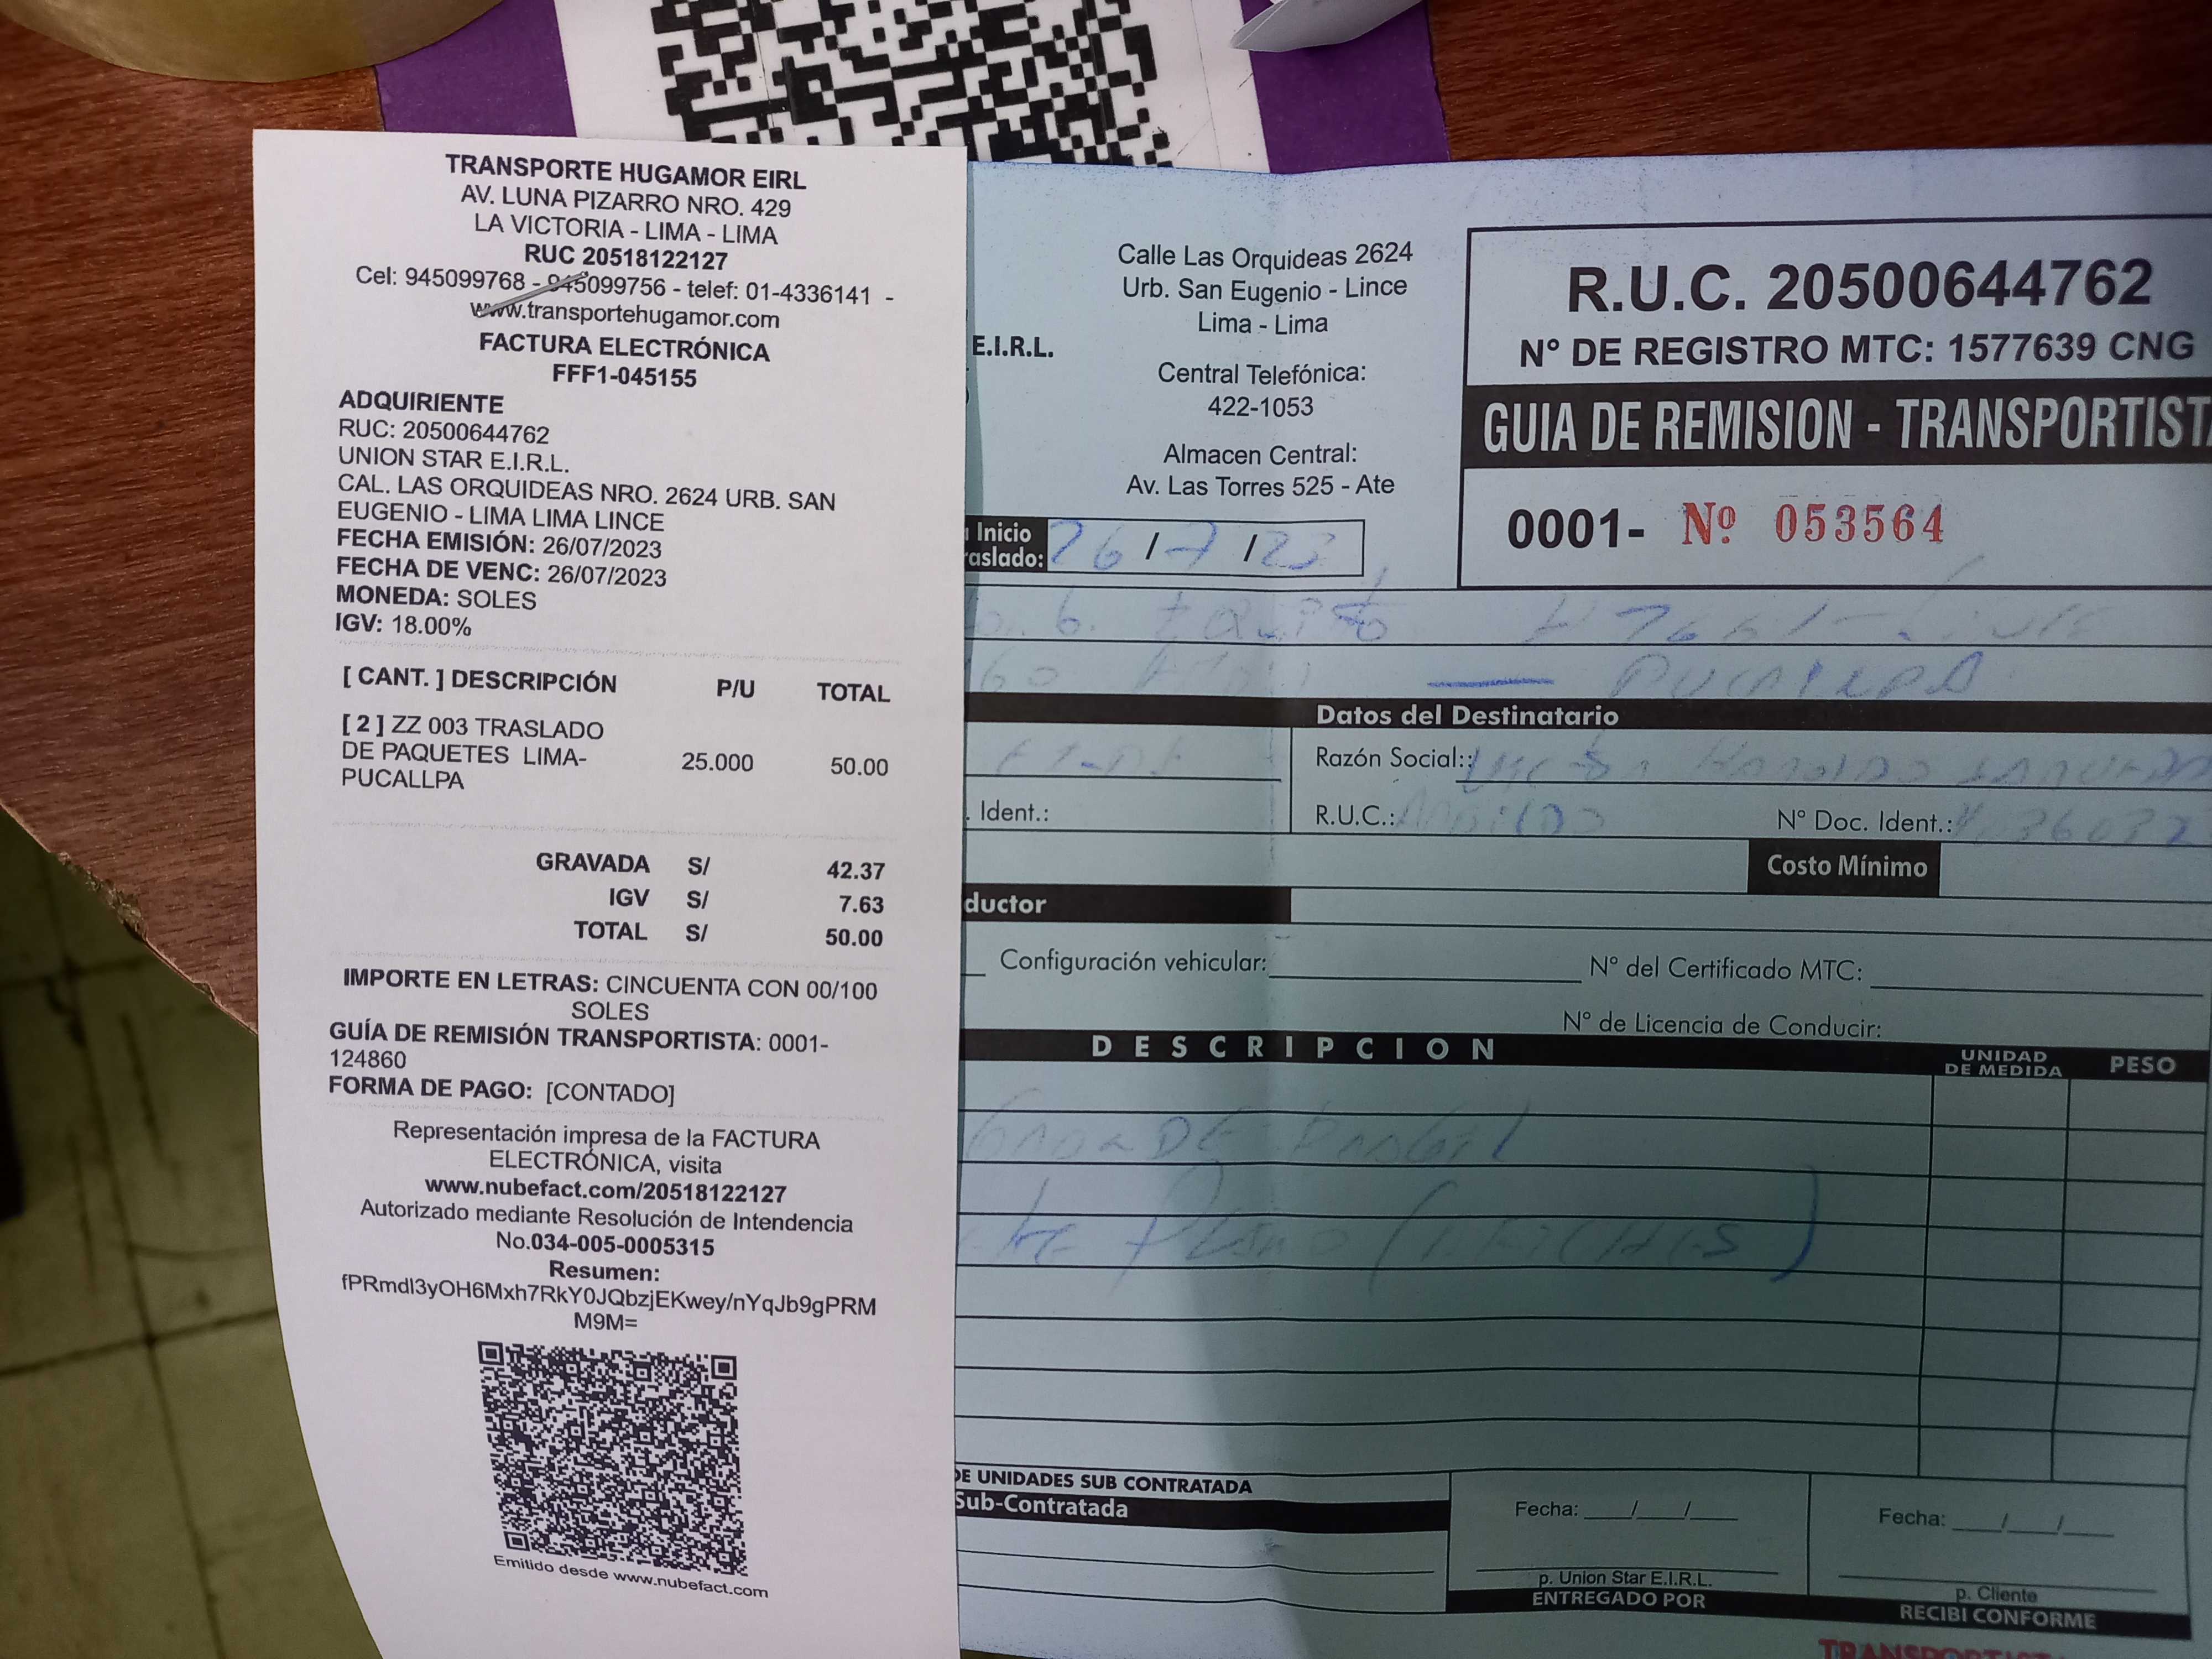 TRANSPORTE HUGAMOR EIRL
AV. LUNA PIZARRO NRO. 429
LA VICTORIA - LIMA - LIMA
RUC 20518122127
Cel: 945099768 - 945099756 - telef: 01-4336141 -
www.transportehugamor.com
FACTURA ELECTRÓNICA
FFF1-045155
ADQUIRIENTE
RUC: 20500644762
UNION STAR E.I.R.L.
CAL. LAS ORQUIDEAS NRO. 2624 URB. SAN
EUGENIO - LIMA LIMA LINCE
FECHA EMISIÓN: 26/07/2023
FECHA DE VENC: 26/07/2023
MONEDA: SOLES
IGV: 18.00%
[ CANT. ] DESCRIPCIÓN P/U TOTAL
[ 2 ] ZZ 003 TRASLADO
DE PAQUETES LIMA- 25.000 50.00
PUCALLPA
GRAVADA S/ 42.37
IGV S/ 7.63
TOTAL S/ 50.00
IMPORTE EN LETRAS: CINCUENTA CON 00/100
SOLES
GUÍA DE REMISIÓN TRANSPORTISTA: 0001-
124860
FORMA DE PAGO: [CONTADO]
Representación impresa de la FACTURA
ELECTRÓNICA, visita
www.nubefact.com/20518122127
Autorizado mediante Resolución de Intendencia
No.034-005-0005315
Resumen:
fPRmdl3yOH6Mxh7RkY0JQbzjEKwey/nYqJb9gPRM
M9M=
Emitido desde www.nubefact.com
E.I.R.L.
Calle Las Orquideas 2624
Urb. San Eugenio - Lince
Lima - Lima
Central Telefónica:
422-1053
Almacen Central:
Av. Las Torres 525 - Ate
R.U.C. 20500644762
N° DE REGISTRO MTC: 1577639 CNG
GUIA DE REMISION - TRANSPORTISTA
0001- Nº 053564
Inicio
raslado: 26 / 7 / 23
Datos del Destinatario
Razón Social::
Ident.: R.U.C.: N° Doc. Ident.:
Costo Mínimo
ductor
Configuración vehicular: N° del Certificado MTC:
N° de Licencia de Conducir:
DESCRIPCION UNIDAD DE MEDIDA PESO
DE UNIDADES SUB CONTRATADA
Sub-Contratada
Fecha: / /
p. Union Star E.I.R.L.
ENTREGADO POR
Fecha: / /
p. Cliente
RECIBI CONFORME